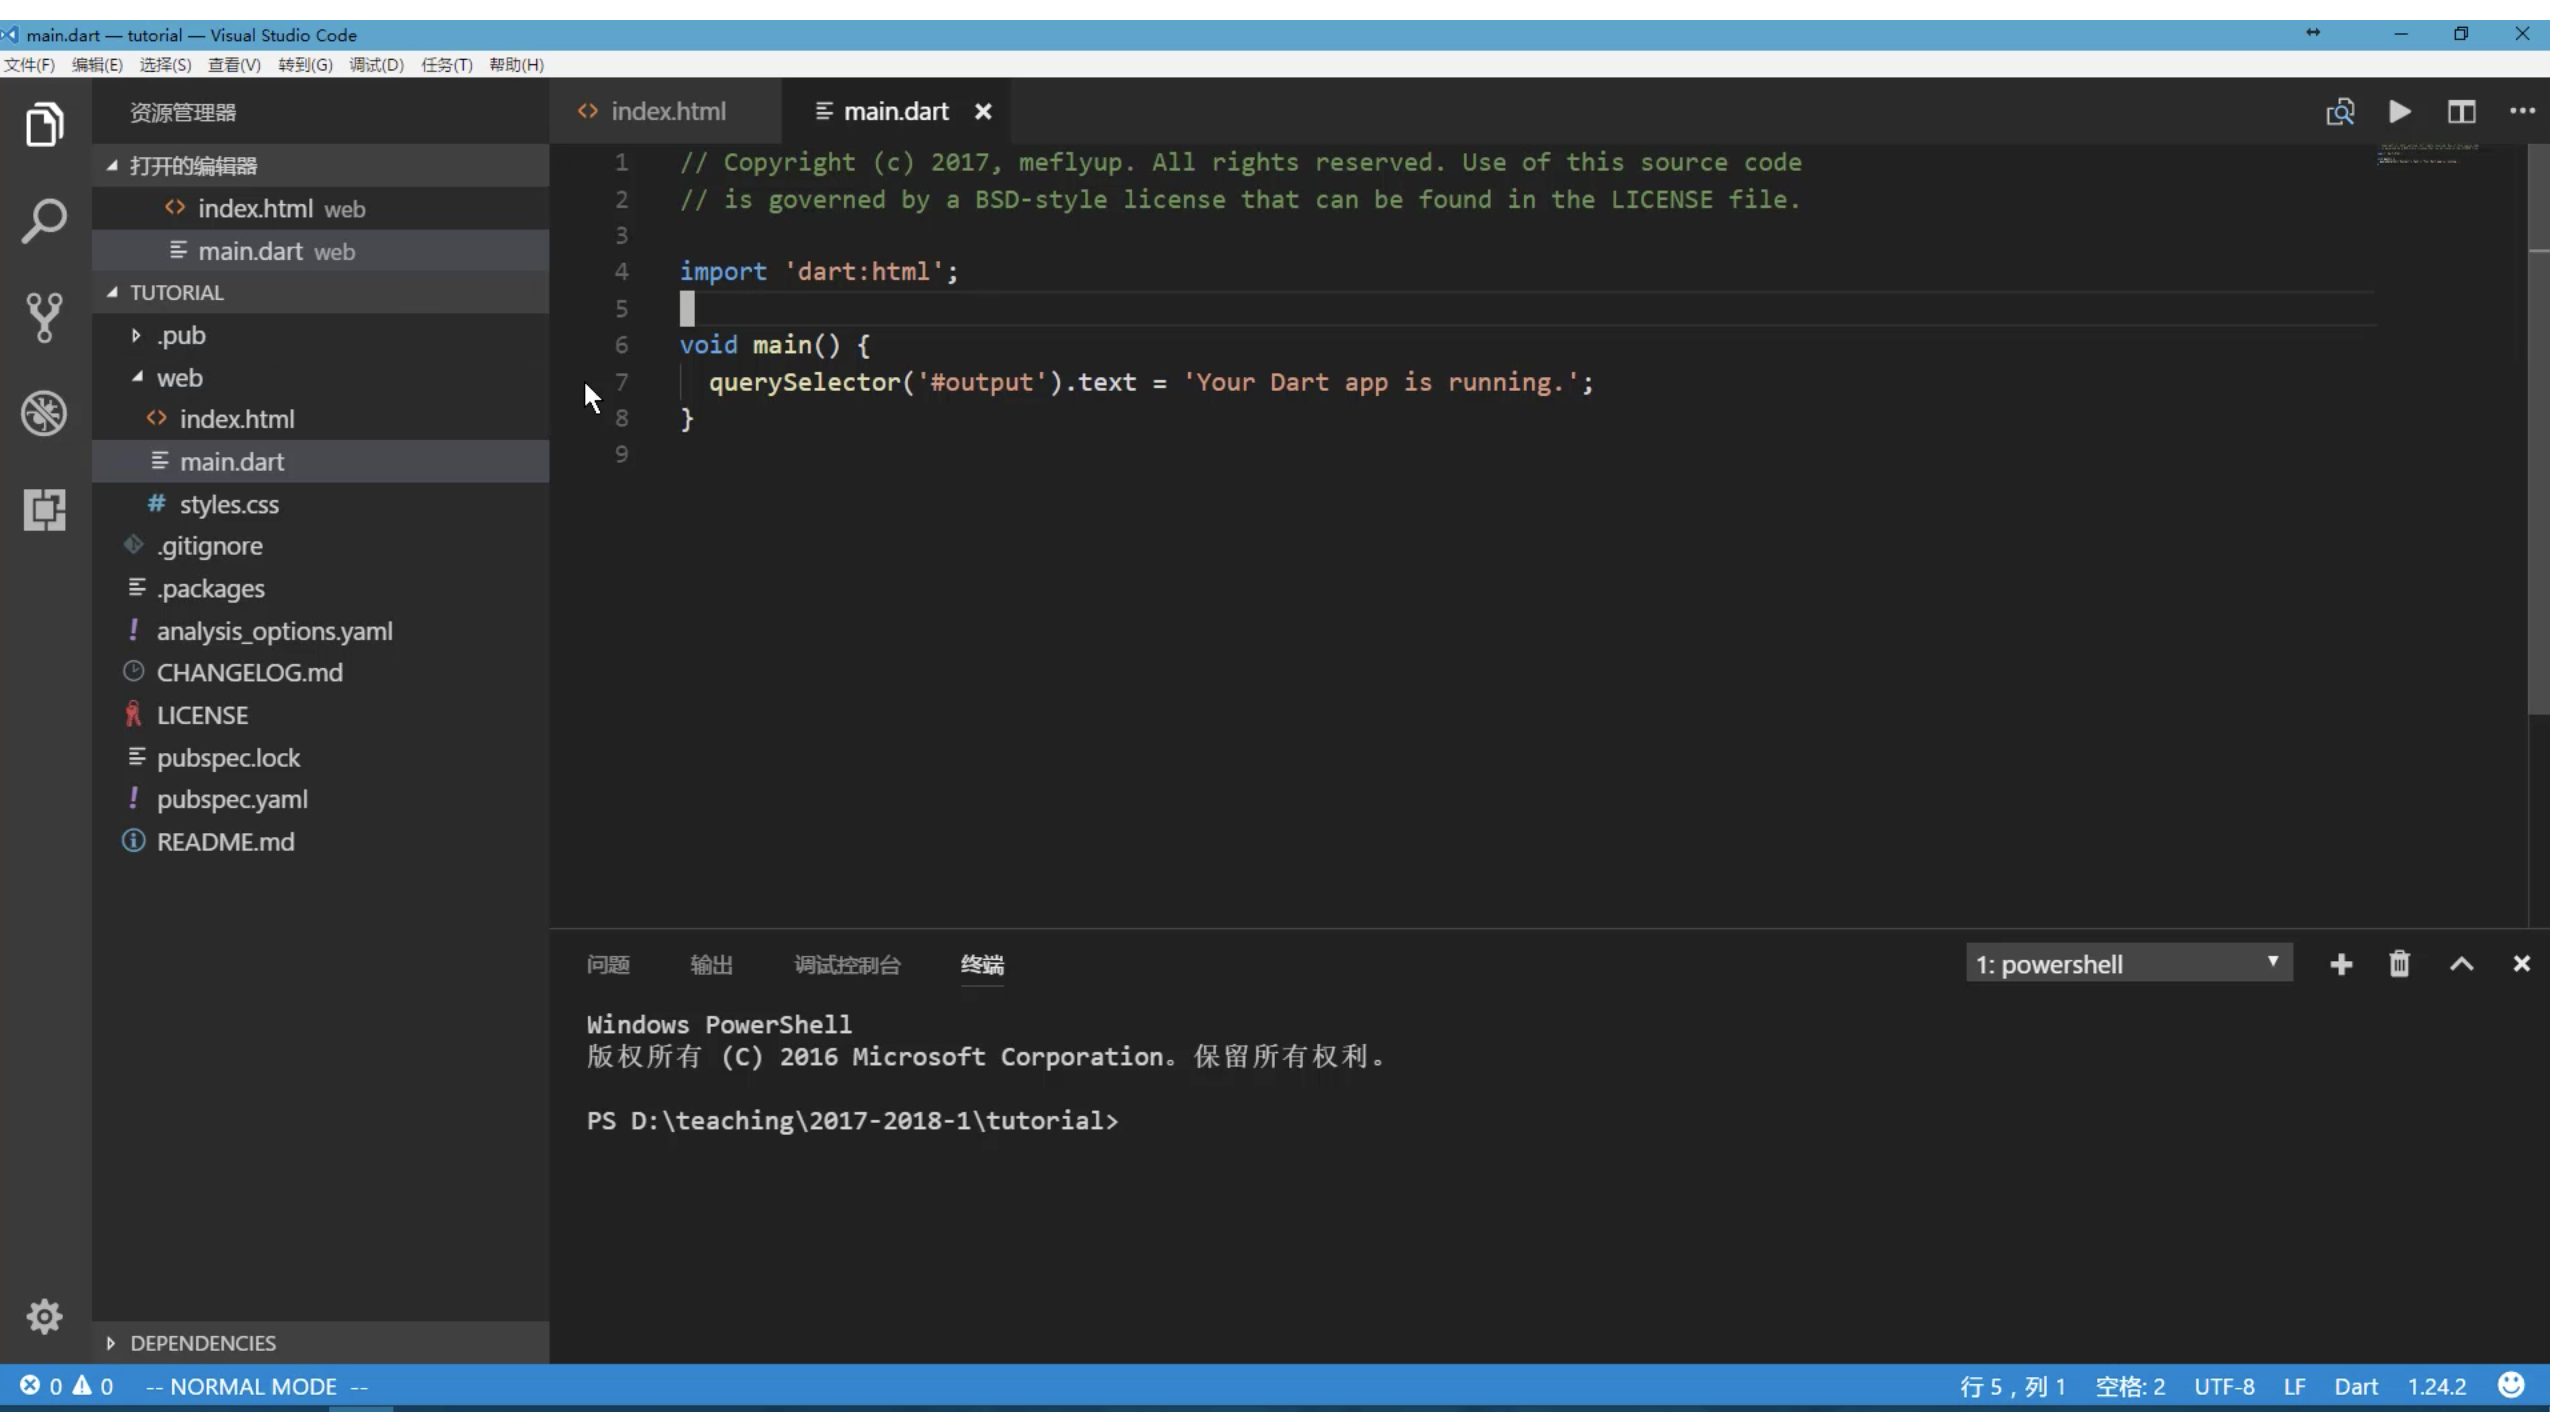 main.dart — tutorial — Visual Studio Code
文件(F) 编辑(E) 选择(S) 查看(V) 转到(G) 调试(D) 任务(T) 帮助(H)
资源管理器
打开的编辑器
index.html web
main.dart web
TUTORIAL
.pub
web
index.html
main.dart
styles.css
.gitignore
.packages
analysis_options.yaml
CHANGELOG.md
LICENSE
pubspec.lock
pubspec.yaml
README.md
DEPENDENCIES
index.html main.dart
1 // Copyright (c) 2017, meflyup. All rights reserved. Use of this source code
2 // is governed by a BSD-style license that can be found in the LICENSE file.
3
4 import 'dart:html';
5
6 void main() {
7 querySelector('#output').text = 'Your Dart app is running.';
8 }
9
问题 输出 调试控制台 终端 1: powershell
Windows PowerShell
版权所有 (C) 2016 Microsoft Corporation。保留所有权利。
PS D:\teaching\2017-2018-1\tutorial>
0 0 -- NORMAL MODE -- 行 5，列 1 空格: 2 UTF-8 LF Dart 1.24.2